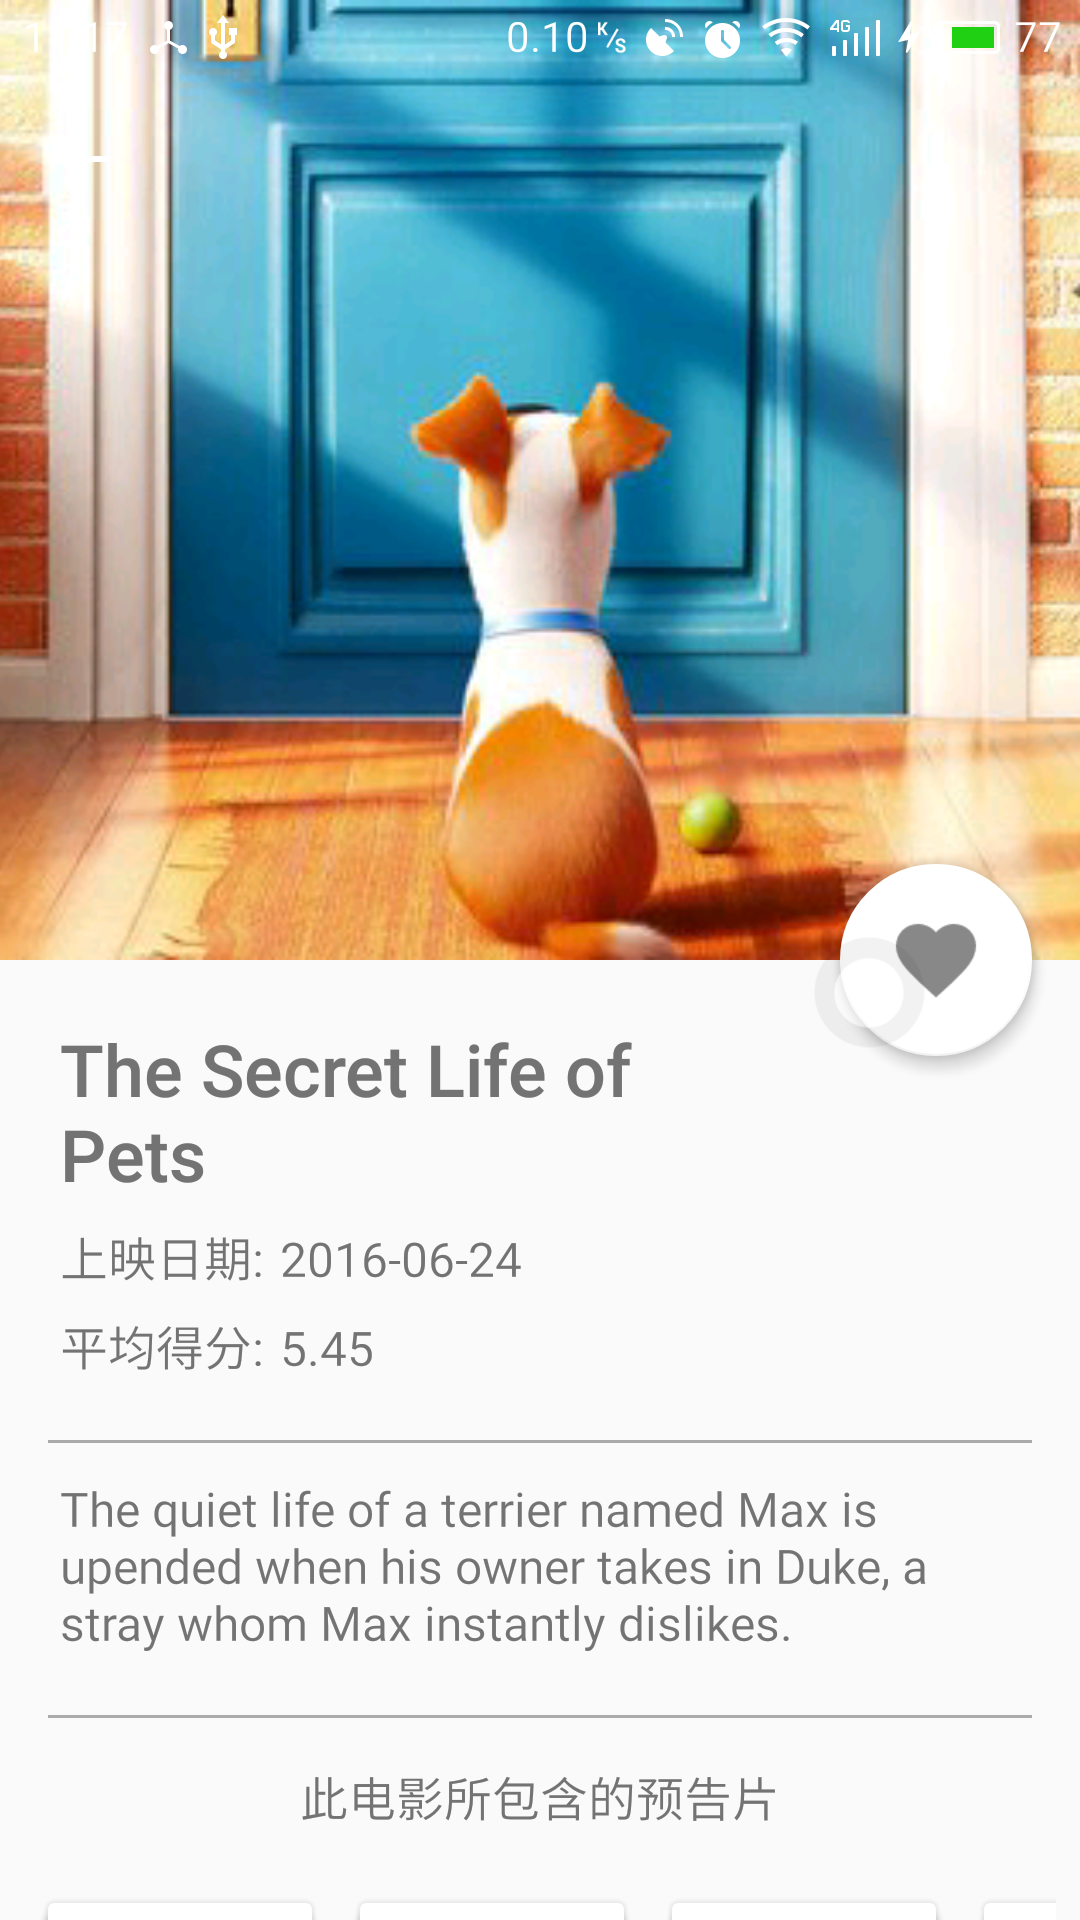 0.10 K/s 4G 77
The Secret Life of
Pets
上映日期: 2016-06-24
平均得分: 5.45
The quiet life of a terrier named Max is
upended when his owner takes in Duke, a
stray whom Max instantly dislikes.
此电影所包含的预告片